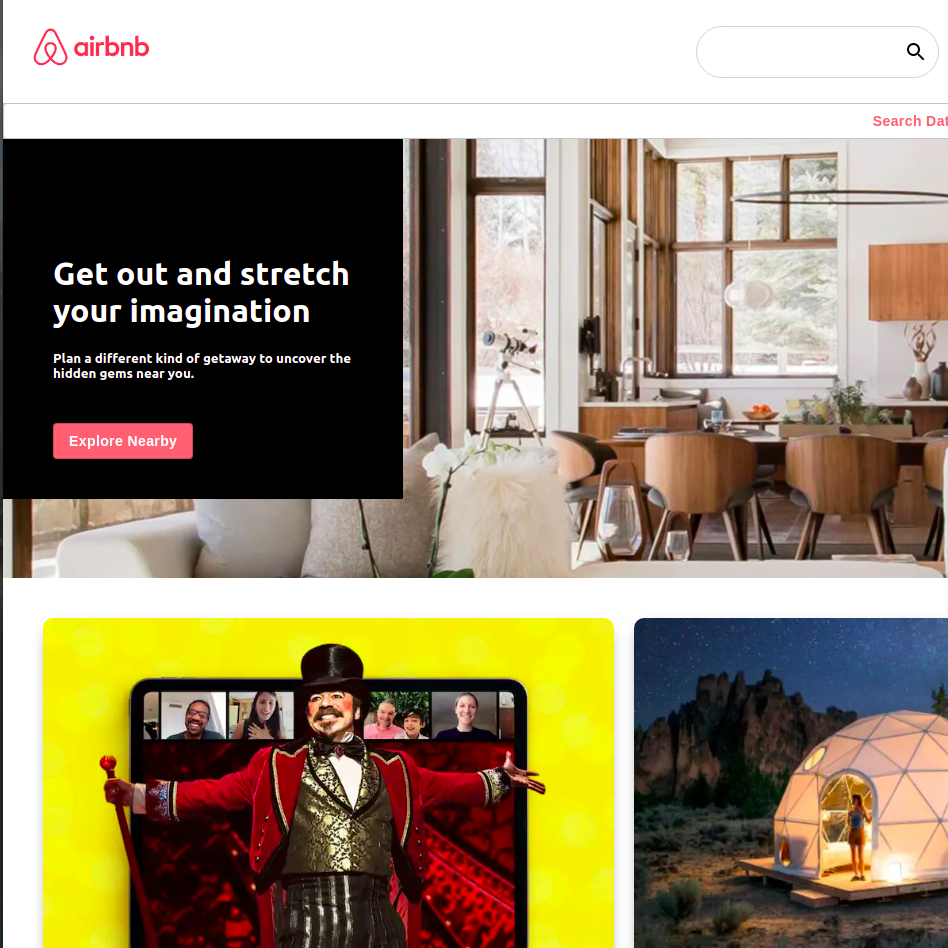 airbnb
Search Dat
Get out and stretch
your imagination
Plan a different kind of getaway to uncover the
hidden gems near you.
Explore Nearby